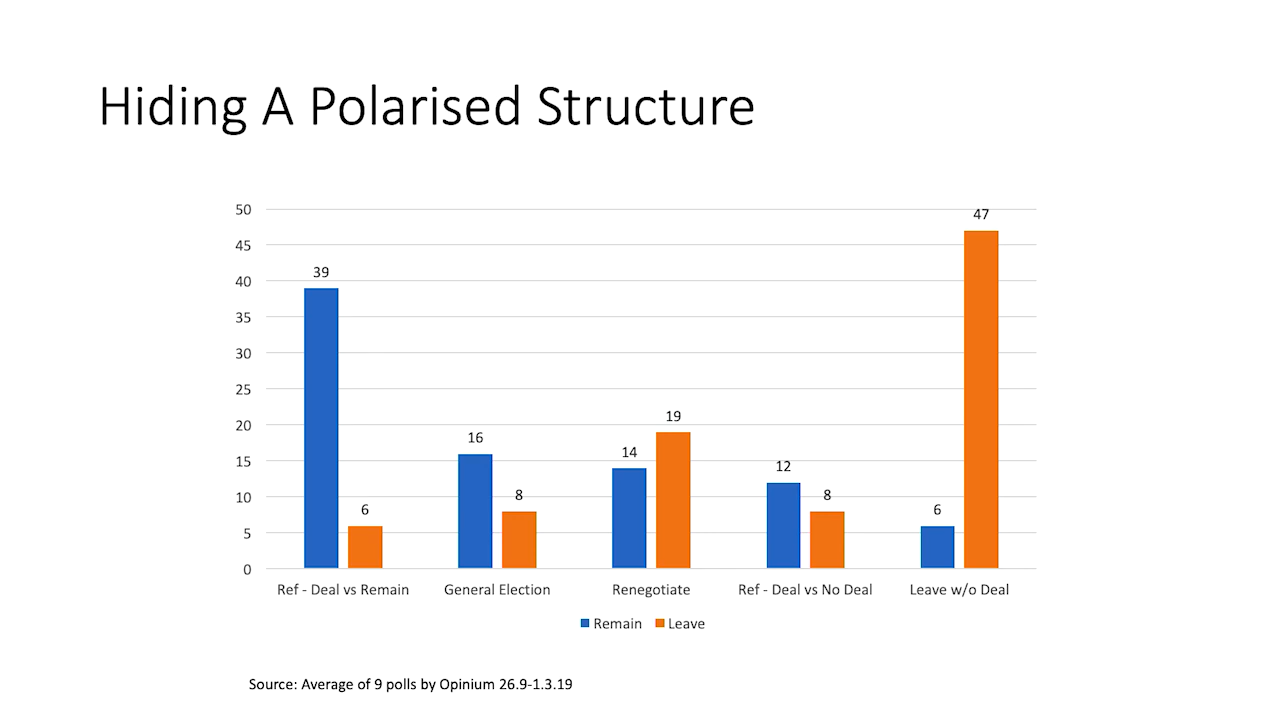 Hiding A Polarised Structure
50
45
40
35
30
25
20
15
10
5
0
39
6
16
8
14
19
12
8
6
47
Ref - Deal vs Remain
General Election
Renegotiate
Ref - Deal vs No Deal
Leave w/o Deal
Remain
Leave
Source: Average of 9 polls by Opinium 26.9-1.3.19